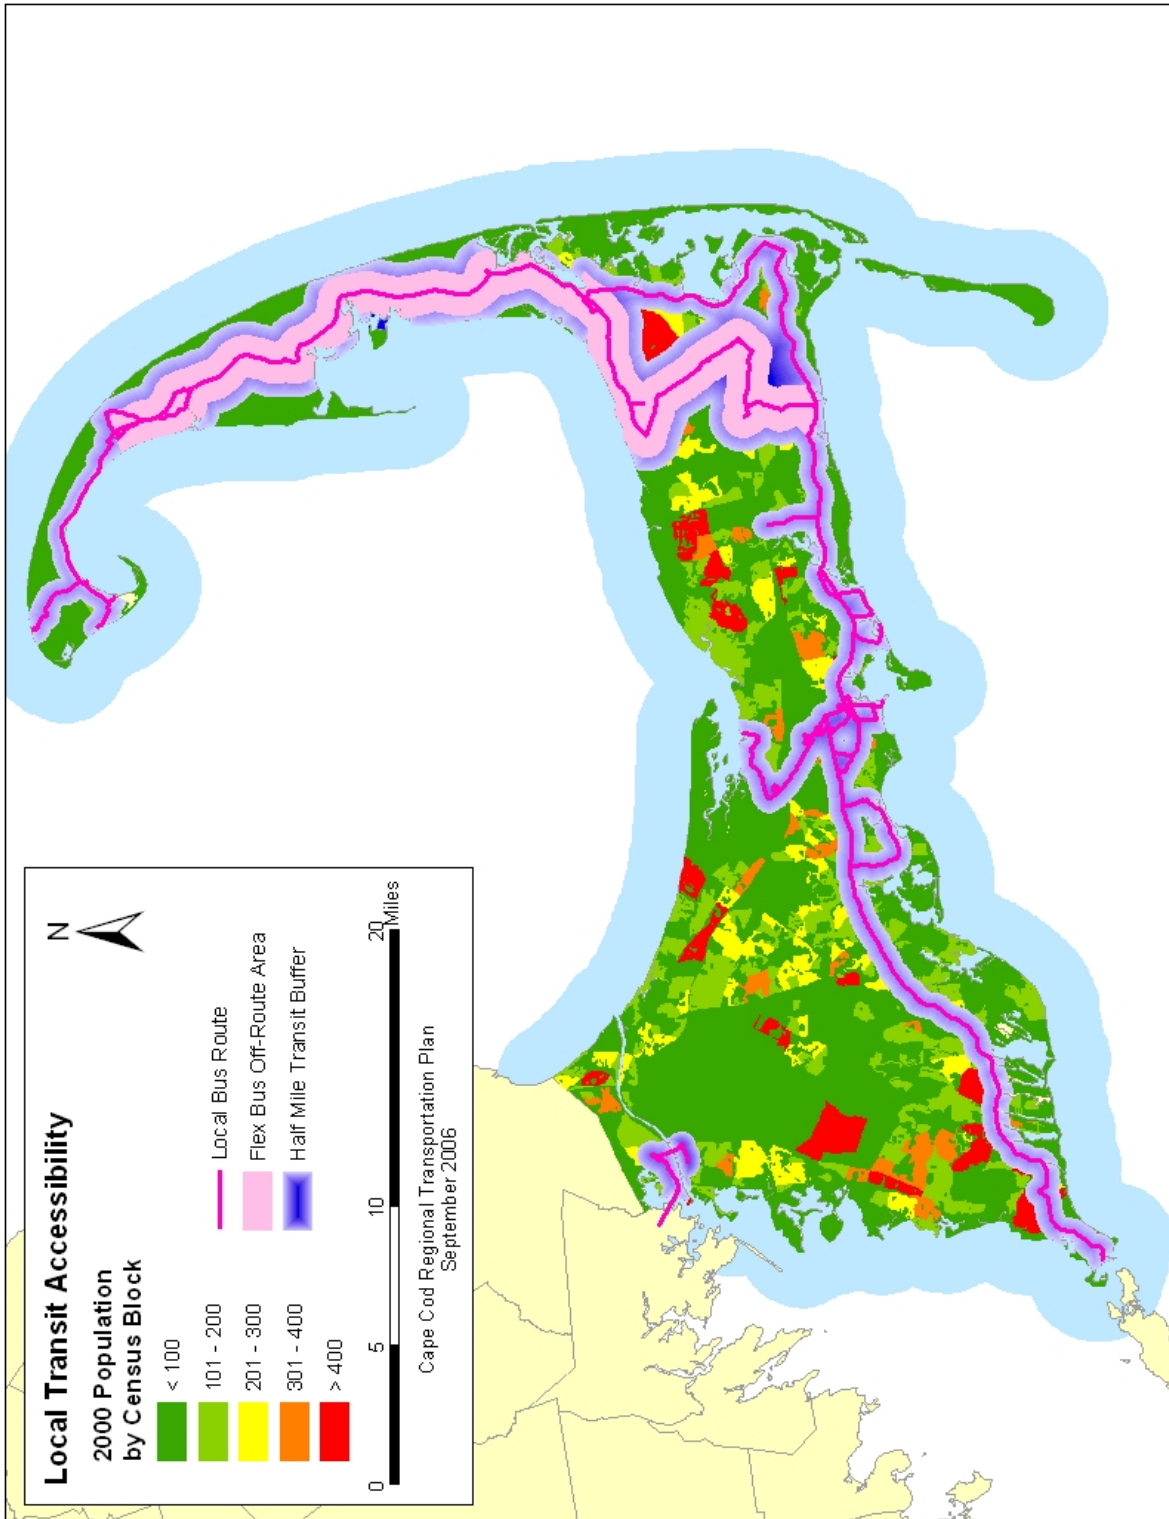 Local Transit Accessibility
2000 Population
by Census Block
< 100
101 - 200
201 - 300
301 - 400
> 400
Local Bus Route
Flex Bus Off-Route Area
Half Mile Transit Buffer
N
0 5 10 20
Miles
Cape Cod Regional Transportation Plan
September 2006